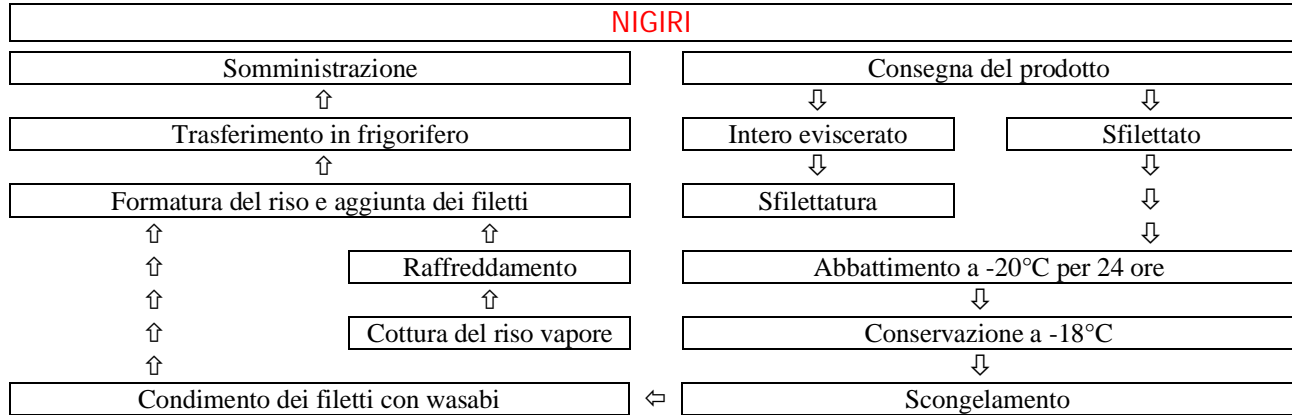 NIGIRI
Somministrazione
Consegna del prodotto
⇧
⇩
⇩
Trasferimento in frigorifero
Intero eviscerato
Sfilettato
⇧
⇩
⇩
Formatura del riso e aggiunta dei filetti
Sfilettatura
⇩
⇧
⇧
⇩
⇧
Raffreddamento
Abbattimento a -20°C per 24 ore
⇧
⇧
⇩
⇧
Cottura del riso vapore
Conservazione a -18°C
⇧
⇩
Condimento dei filetti con wasabi
⇦
Scongelamento